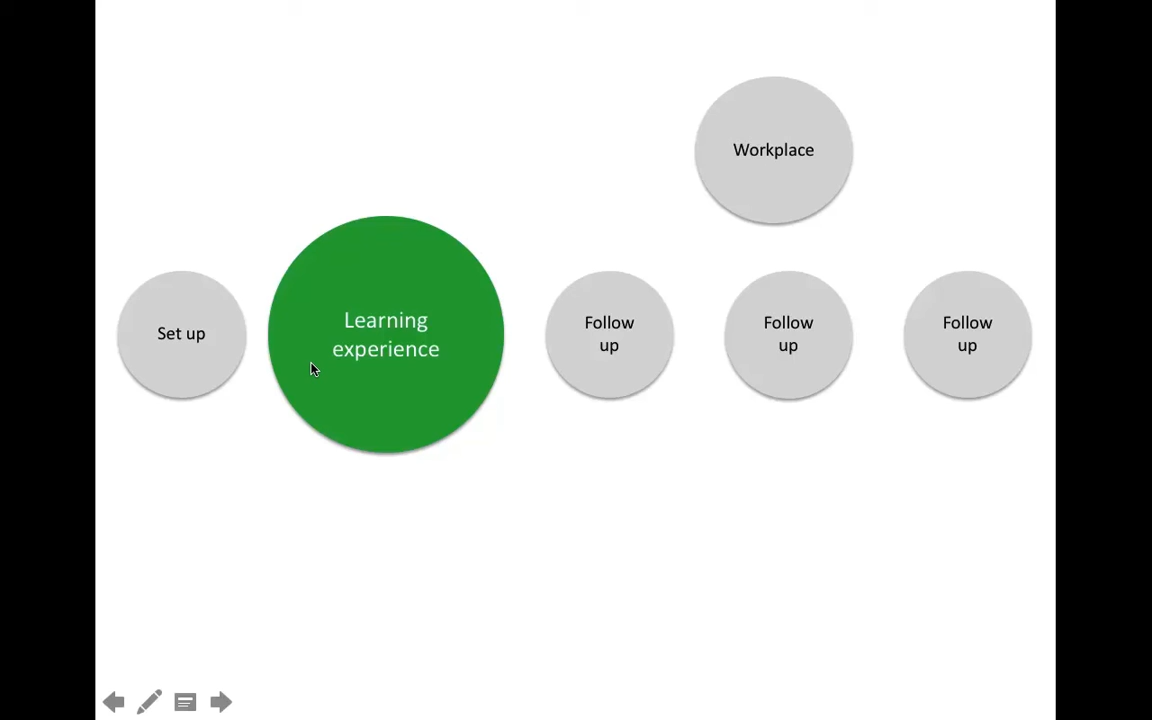 Workplace
Set up
Learning
experience
Follow
up
Follow
up
Follow
up